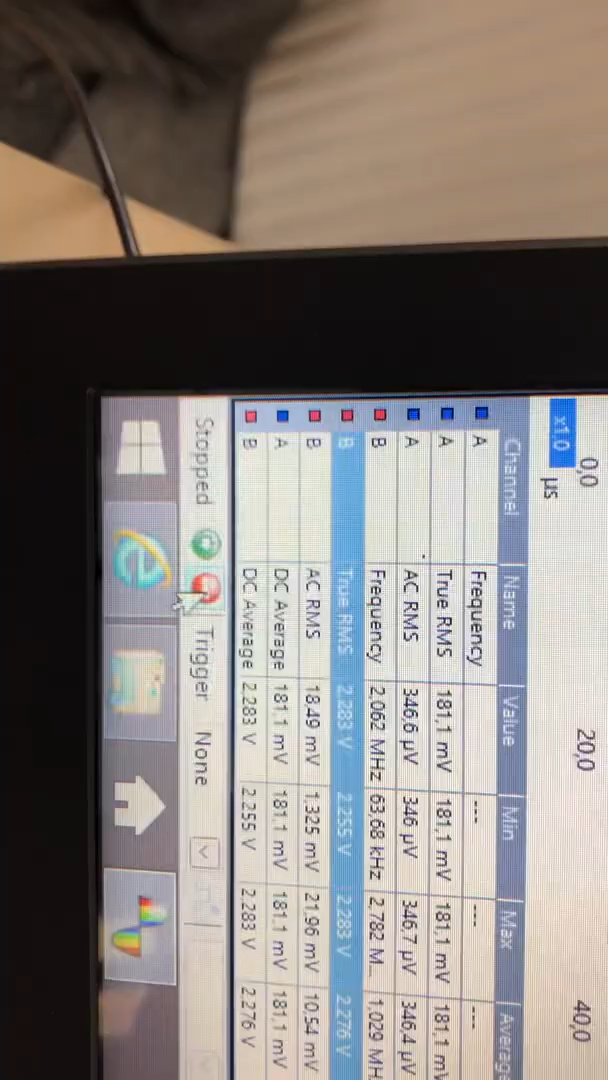 0,0 20,0 40,0
x1,0 µs
Channel Name Value Min Max Average
A Frequency --- --- ---
A True RMS 181,1 mV 181,1 mV 181,1 mV 181,1 mV
A AC RMS 346,6 µV 346 µV 346,7 µV 346,4 µV
B Frequency 2,062 MHz 63,68 kHz 2,782 M... 1,029 MH
B True RMS 2,283 V 2,255 V 2,283 V 2,276 V
B AC RMS 18,49 mV 1,325 mV 21,96 mV 10,54 mV
A DC Average 181,1 mV 181,1 mV 181,1 mV 181,1 mV
B DC Average 2,283 V 2,255 V 2,283 V 2,276 V
Stopped Trigger None